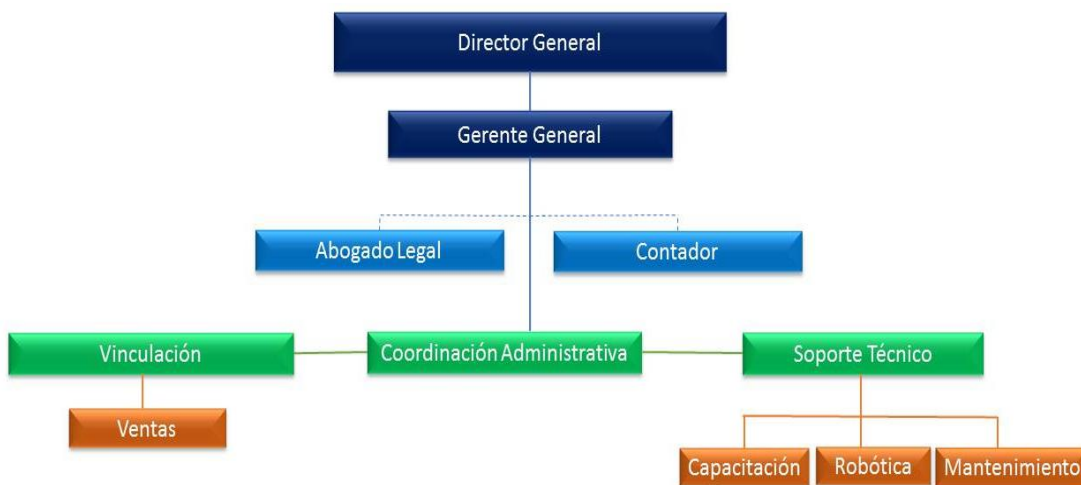 Director General
Gerente General
Abogado Legal
Contador
Vinculación
Coordinación Administrativa
Soporte Técnico
Ventas
Capacitación
Robótica
Mantenimiento